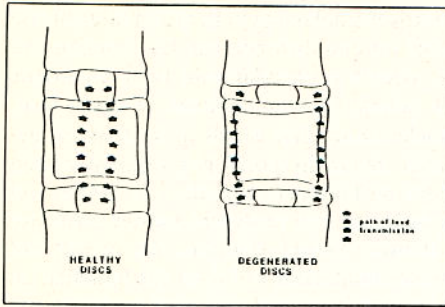 HEALTHY
DISCS
DEGENERATED
DISCS
path of load
transmission